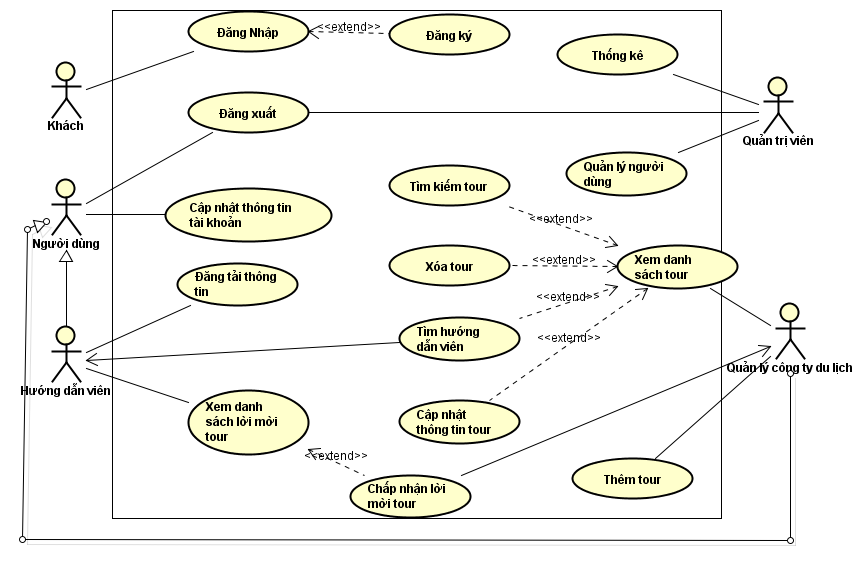 Đăng Nhập
<<extend>>
Đăng ký
Thống kê
Khách
Đăng xuất
Quản trị viên
Tìm kiếm tour
Quản lý người
dùng
Cập nhật thông tin
tài khoản
<<extend>>
Người dùng
Xóa tour
<<extend>>
Xem danh
sách tour
Đăng tải thông
tin
<<extend>>
Tìm hướng
dẫn viên
<<extend>>
Hướng dẫn viên
Quản lý công ty du lịch
Xem danh
sách lời mời
tour
Cập nhật
thông tin tour
<<extend>>
Chấp nhận lời
mời tour
Thêm tour